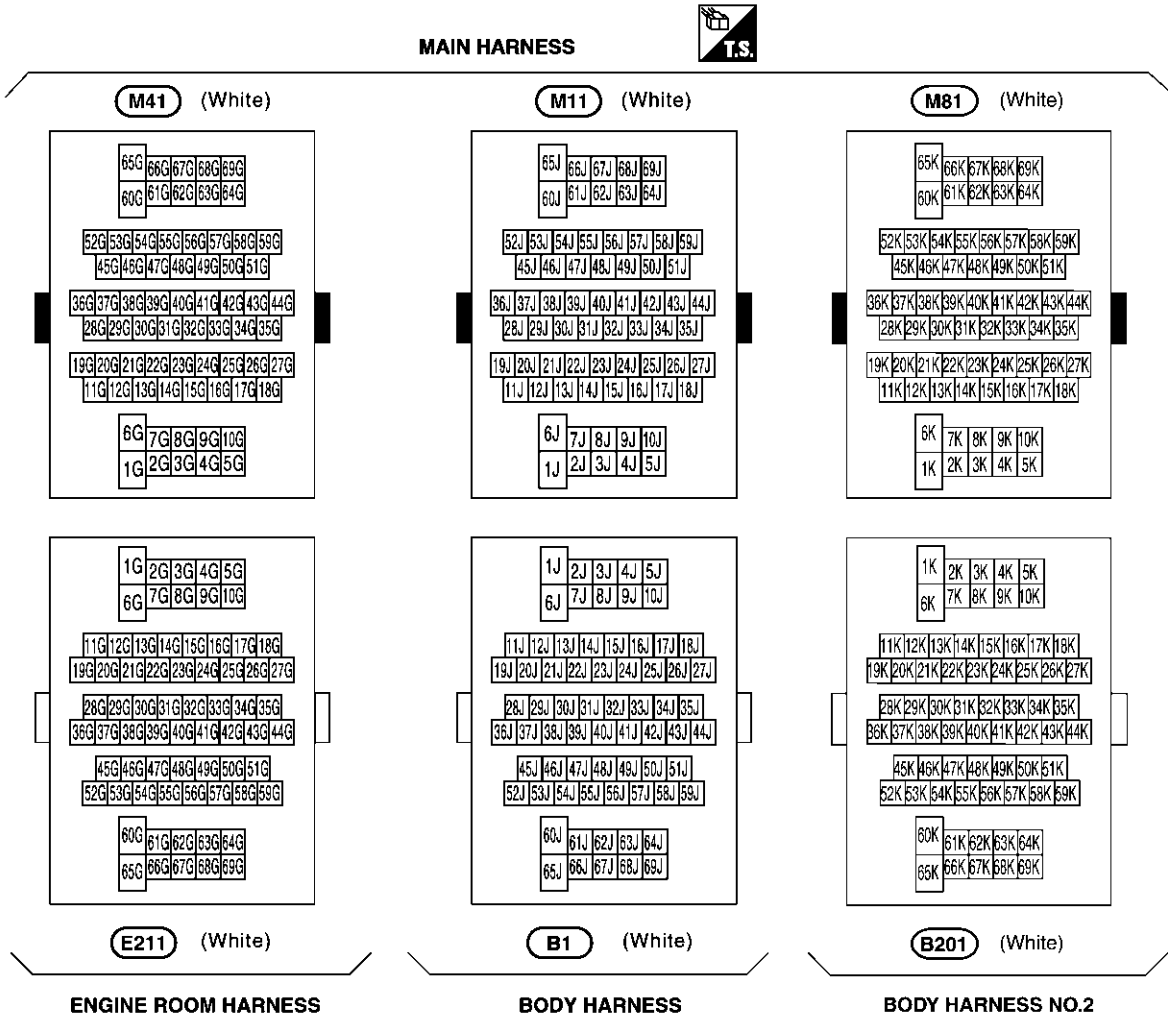 MAIN HARNESS
T.S.
M41 (White)
M11 (White)
M81 (White)
65G 66G 67G 68G 69G
60G 61G 62G 63G 64G
52G 53G 54G 55G 56G 57G 58G 59G
45G 46G 47G 48G 49G 50G 51G
36G 37G 38G 39G 40G 41G 42G 43G 44G
28G 29G 30G 31G 32G 33G 34G 35G
19G 20G 21G 22G 23G 24G 25G 26G 27G
11G 12G 13G 14G 15G 16G 17G 18G
6G 7G 8G 9G 10G
1G 2G 3G 4G 5G
65J 66J 67J 68J 69J
60J 61J 62J 63J 64J
52J 53J 54J 55J 56J 57J 58J 59J
45J 46J 47J 48J 49J 50J 51J
36J 37J 38J 39J 40J 41J 42J 43J 44J
28J 29J 30J 31J 32J 33J 34J 35J
19J 20J 21J 22J 23J 24J 25J 26J 27J
11J 12J 13J 14J 15J 16J 17J 18J
6J 7J 8J 9J 10J
1J 2J 3J 4J 5J
65K 66K 67K 68K 69K
60K 61K 62K 63K 64K
52K 53K 54K 55K 56K 57K 58K 59K
45K 46K 47K 48K 49K 50K 51K
36K 37K 38K 39K 40K 41K 42K 43K 44K
28K 29K 30K 31K 32K 33K 34K 35K
19K 20K 21K 22K 23K 24K 25K 26K 27K
11K 12K 13K 14K 15K 16K 17K 18K
6K 7K 8K 9K 10K
1K 2K 3K 4K 5K
1G 2G 3G 4G 5G
6G 7G 8G 9G 10G
11G 12G 13G 14G 15G 16G 17G 18G
19G 20G 21G 22G 23G 24G 25G 26G 27G
28G 29G 30G 31G 32G 33G 34G 35G
36G 37G 38G 39G 40G 41G 42G 43G 44G
45G 46G 47G 48G 49G 50G 51G
52G 53G 54G 55G 56G 57G 58G 59G
60G 61G 62G 63G 64G
65G 66G 67G 68G 69G
1J 2J 3J 4J 5J
6J 7J 8J 9J 10J
11J 12J 13J 14J 15J 16J 17J 18J
19J 20J 21J 22J 23J 24J 25J 26J 27J
28J 29J 30J 31J 32J 33J 34J 35J
36J 37J 38J 39J 40J 41J 42J 43J 44J
45J 46J 47J 48J 49J 50J 51J
52J 53J 54J 55J 56J 57J 58J 59J
60J 61J 62J 63J 64J
65J 66J 67J 68J 69J
1K 2K 3K 4K 5K
6K 7K 8K 9K 10K
11K 12K 13K 14K 15K 16K 17K 18K
19K 20K 21K 22K 23K 24K 25K 26K 27K
28K 29K 30K 31K 32K 33K 34K 35K
36K 37K 38K 39K 40K 41K 42K 43K 44K
45K 46K 47K 48K 49K 50K 51K
52K 53K 54K 55K 56K 57K 58K 59K
60K 61K 62K 63K 64K
65K 66K 67K 68K 69K
E211 (White)
B1 (White)
B201 (White)
ENGINE ROOM HARNESS
BODY HARNESS
BODY HARNESS NO.2